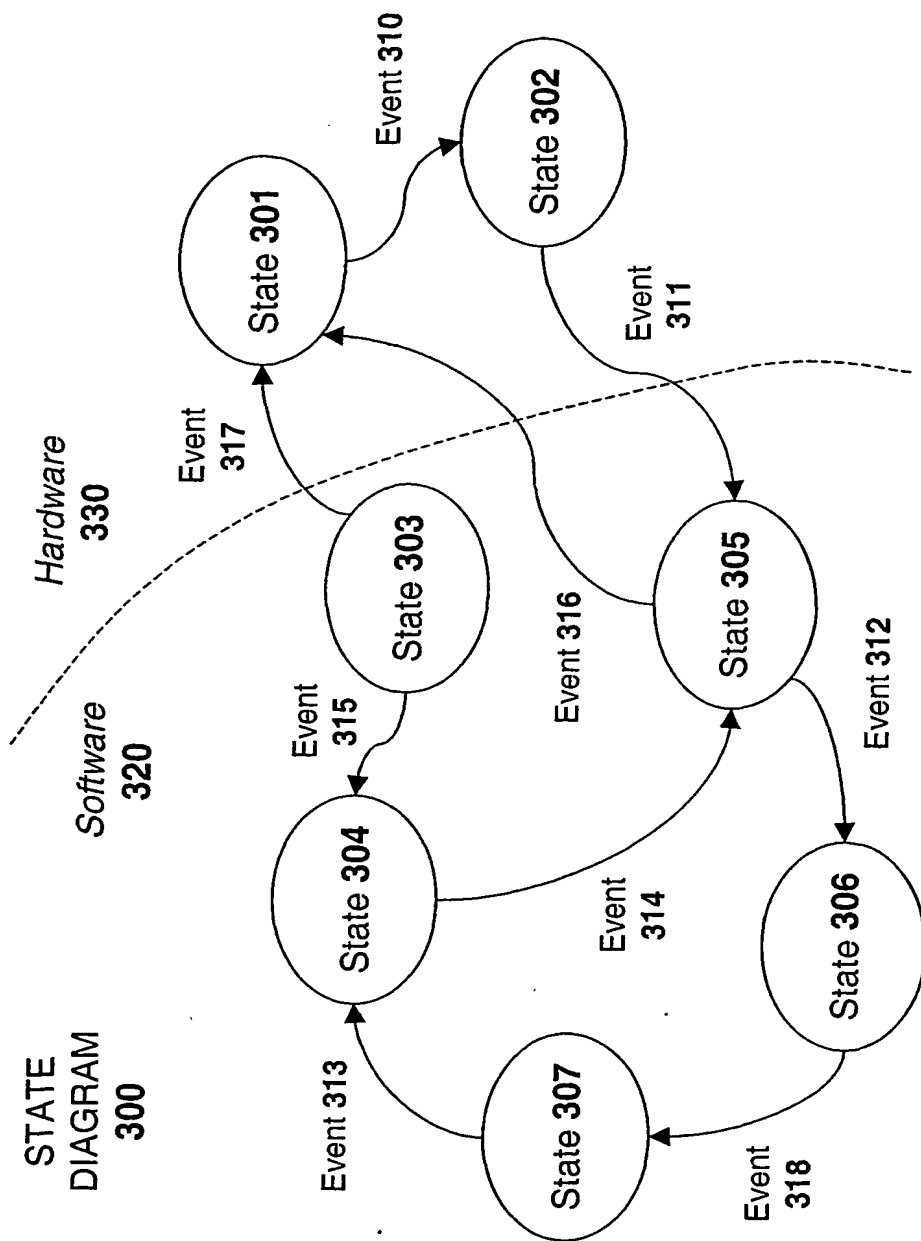 STATE
DIAGRAM
300
Software
320
Hardware
330
Event 313
State 304
Event
315
State 303
Event
317
State 301
Event 310
State 302
State 307
Event
314
Event 316
Event
311
State 305
Event
318
State 306
Event 312